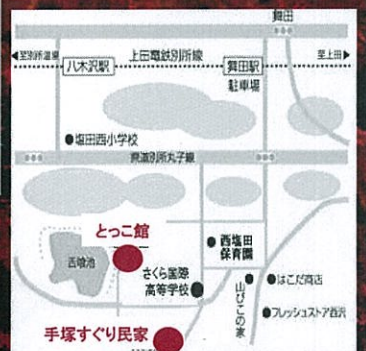 舞田
◀至別所温泉
八木沢駅
上田電鉄別所線
舞田駅
駐車場
至上田▶
塩田西小学校
県道別所丸子線
とっこ館
舌喰池
西塩田
保育園
さくら国際
高等学校
山びこの家
はこだ商店
フレッシュストア西沢
手塚すぐり民家